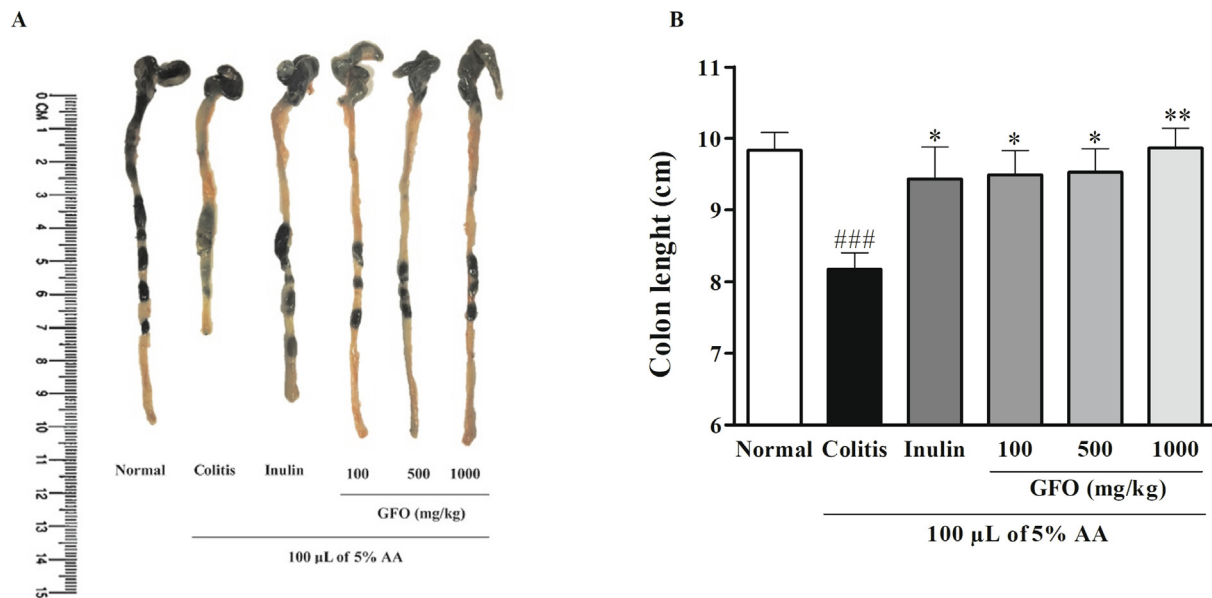 A
0
CM
1
2
3
4
5
6
7
8
9
10
11
12
13
14
15
Normal Colitis Inulin 100 500 1000
GFO (mg/kg)
100 µL of 5% AA
B
Colon lenght (cm)
11
10
9
8
7
6
###
*
*
*
**
Normal Colitis Inulin 100 500 1000
GFO (mg/kg)
100 µL of 5% AA